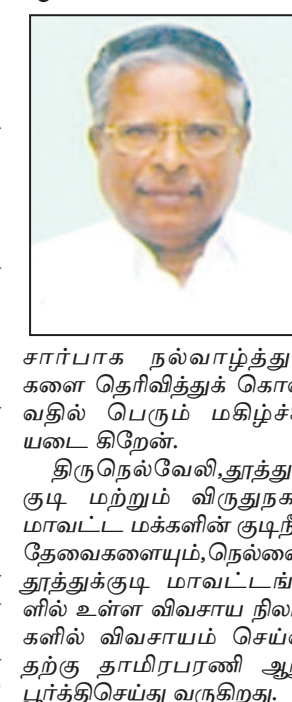 சார்பாக நல்வாழ்த்து
களை தெரிவித்துக் கொள
வதில் பெரும் மகிழ்ச்
யடை கிறேன்.
திருநெல்வேலி,தூத்து
குடி மற்றும் விருதுநக
மாவட்ட மக்களின் குடிநீ
தேவைகளையும்,நெல்லை
தூத்துக்குடி மாவட்டங்
ளில் உள்ள விவசாய நில
களில் விவசாயம் செய்
தற்கு தாமிரபரணி ஆ
பூர்த்திசெய்து வருகிறது.